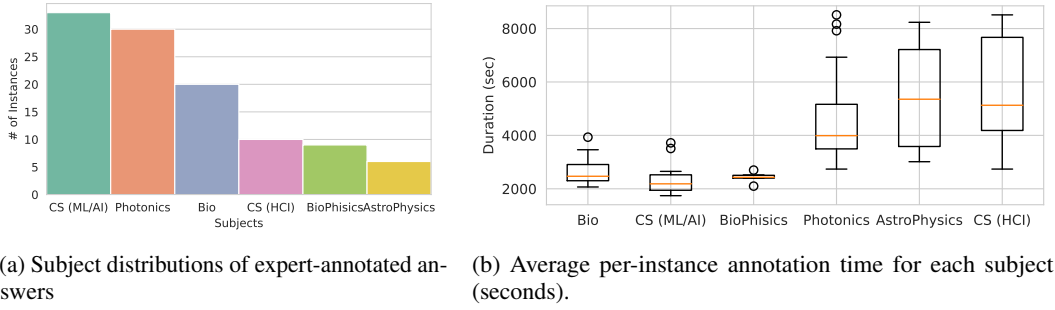 30
25
20
15
10
5
0
# of Instances
CS (ML/AI) Photonics Bio CS (HCI) BioPhisicsAstroPhysics
Subjects
(a) Subject distributions of expert-annotated an-
swers
8000
6000
4000
2000
Duration (sec)
Bio CS (ML/AI) BioPhisics Photonics AstroPhysics CS (HCI)
(b) Average per-instance annotation time for each subject
(seconds).